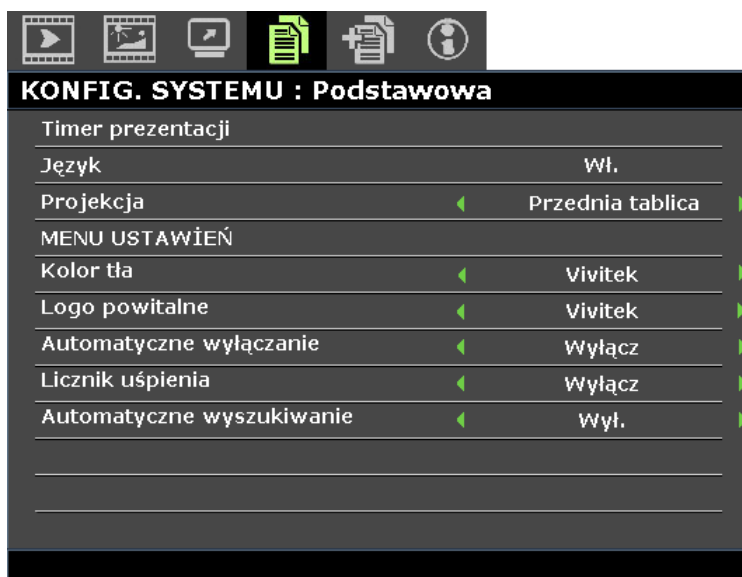 KONFIG. SYSTEMU : Podstawowa
Timer prezentacji
Język Wł.
Projekcja Przednia tablica
MENU USTAWIEŃ
Kolor tła Vivitek
Logo powitalne Vivitek
Automatyczne wyłączanie Wyłącz
Licznik uśpienia Wyłącz
Automatyczne wyszukiwanie Wył.